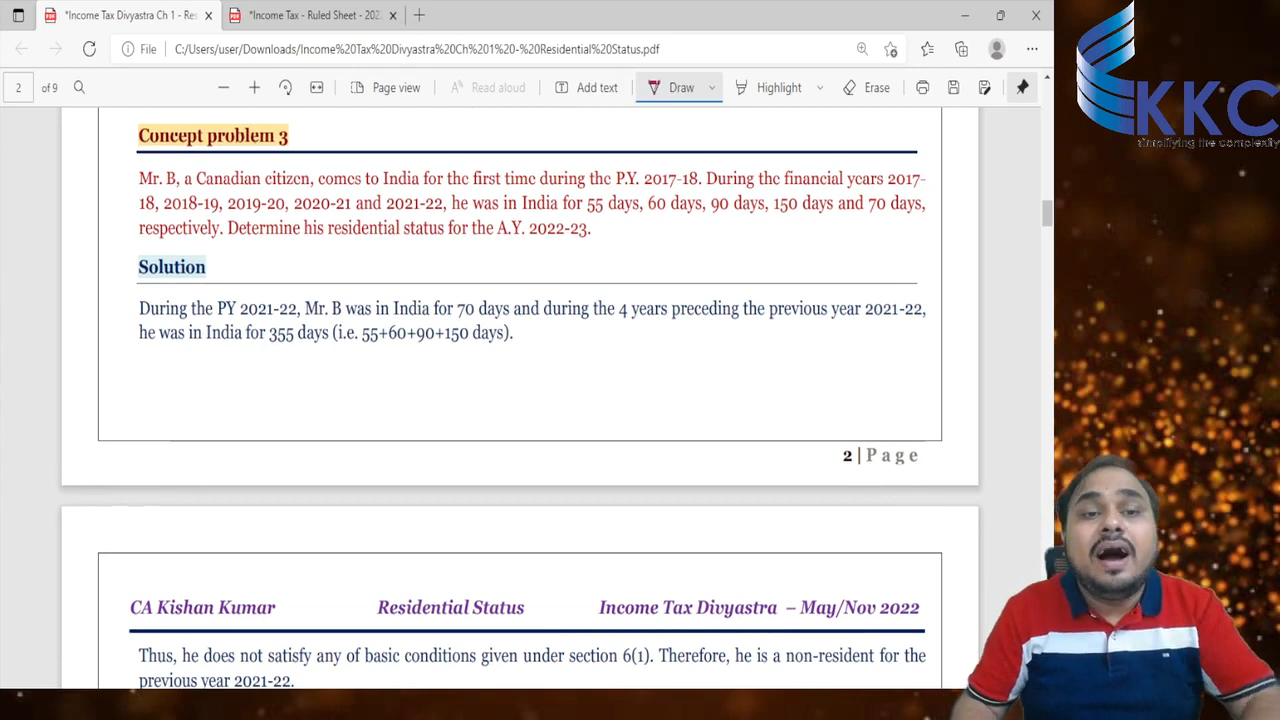 *Income Tax Divyastra Ch 1 - Res
*Income Tax - Ruled Sheet - 202
File
C:/Users/user/Downloads/Income%20Tax%20Divyastra%20Ch%201%20-%20Residential%20Status.pdf
2 of 9
Page view
Read aloud
Add text
Draw
Highlight
Erase
KKC
simplifying the complexity
Concept problem 3
Mr. B, a Canadian citizen, comes to India for the first time during the P.Y. 2017-18. During the financial years 2017-
18, 2018-19, 2019-20, 2020-21 and 2021-22, he was in India for 55 days, 60 days, 90 days, 150 days and 70 days,
respectively. Determine his residential status for the A.Y. 2022-23.
Solution
During the PY 2021-22, Mr. B was in India for 70 days and during the 4 years preceding the previous year 2021-22,
he was in India for 355 days (i.e. 55+60+90+150 days).
2 | P a g e
CA Kishan Kumar Residential Status Income Tax Divyastra – May/Nov 2022
Thus, he does not satisfy any of basic conditions given under section 6(1). Therefore, he is a non-resident for the
previous year 2021-22.